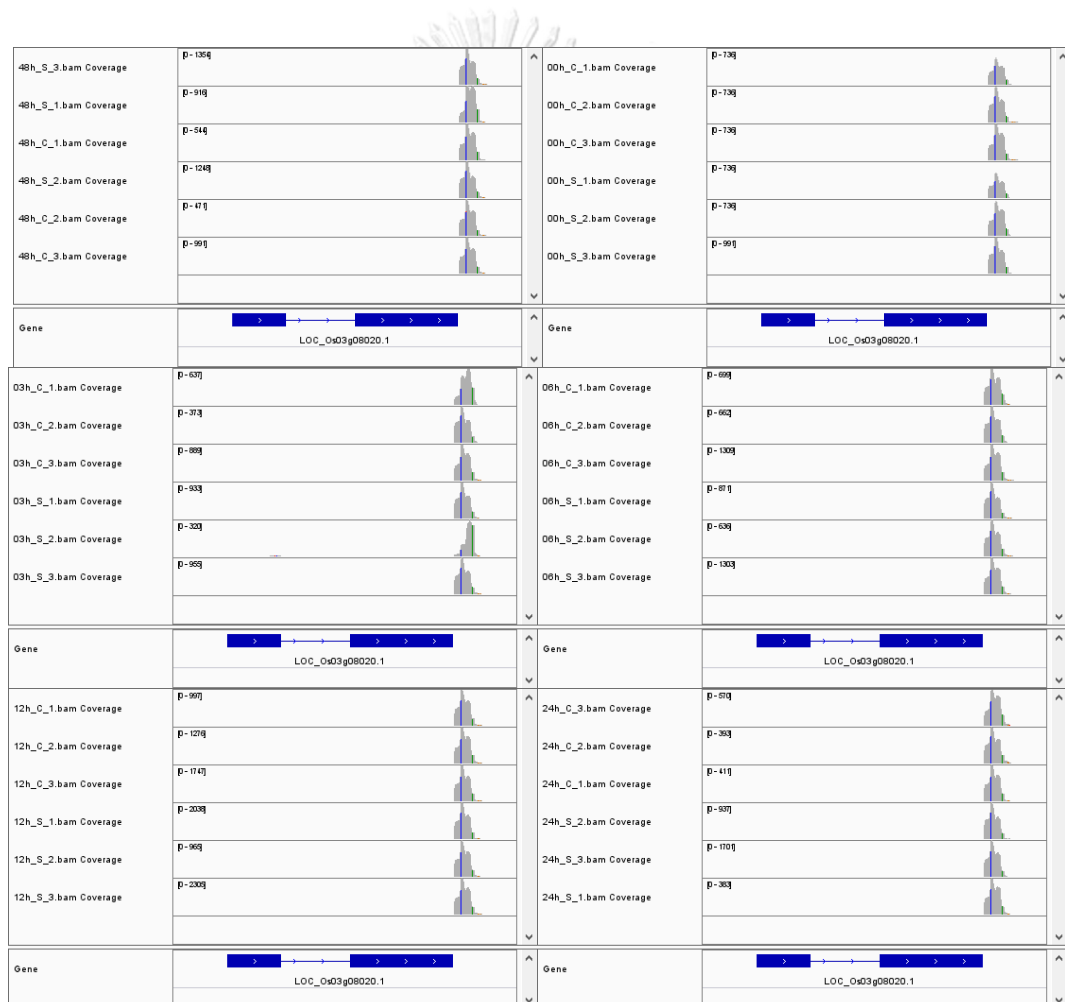 48h_S_3.bam Coverage
[0 - 1354]
48h_S_1.bam Coverage
[0 - 916]
48h_C_1.bam Coverage
[0 - 544]
48h_S_2.bam Coverage
[0 - 1248]
48h_C_2.bam Coverage
[0 - 471]
48h_C_3.bam Coverage
[0 - 991]
Gene
LOC_Os03g08020.1
00h_C_1.bam Coverage
[0 - 736]
00h_C_2.bam Coverage
[0 - 736]
00h_C_3.bam Coverage
[0 - 736]
00h_S_1.bam Coverage
[0 - 736]
00h_S_2.bam Coverage
[0 - 736]
00h_S_3.bam Coverage
[0 - 991]
Gene
LOC_Os03g08020.1
03h_C_1.bam Coverage
[0 - 637]
03h_C_2.bam Coverage
[0 - 373]
03h_C_3.bam Coverage
[0 - 889]
03h_S_1.bam Coverage
[0 - 933]
03h_S_2.bam Coverage
[0 - 320]
03h_S_3.bam Coverage
[0 - 955]
Gene
LOC_Os03g08020.1
06h_C_1.bam Coverage
[0 - 699]
06h_C_2.bam Coverage
[0 - 662]
06h_C_3.bam Coverage
[0 - 1309]
06h_S_1.bam Coverage
[0 - 811]
06h_S_2.bam Coverage
[0 - 636]
06h_S_3.bam Coverage
[0 - 1303]
Gene
LOC_Os03g08020.1
12h_C_1.bam Coverage
[0 - 997]
12h_C_2.bam Coverage
[0 - 1276]
12h_C_3.bam Coverage
[0 - 1747]
12h_S_1.bam Coverage
[0 - 2038]
12h_S_2.bam Coverage
[0 - 965]
12h_S_3.bam Coverage
[0 - 2305]
Gene
LOC_Os03g08020.1
24h_C_3.bam Coverage
[0 - 570]
24h_C_2.bam Coverage
[0 - 393]
24h_C_1.bam Coverage
[0 - 411]
24h_S_2.bam Coverage
[0 - 937]
24h_S_3.bam Coverage
[0 - 1701]
24h_S_1.bam Coverage
[0 - 383]
Gene
LOC_Os03g08020.1